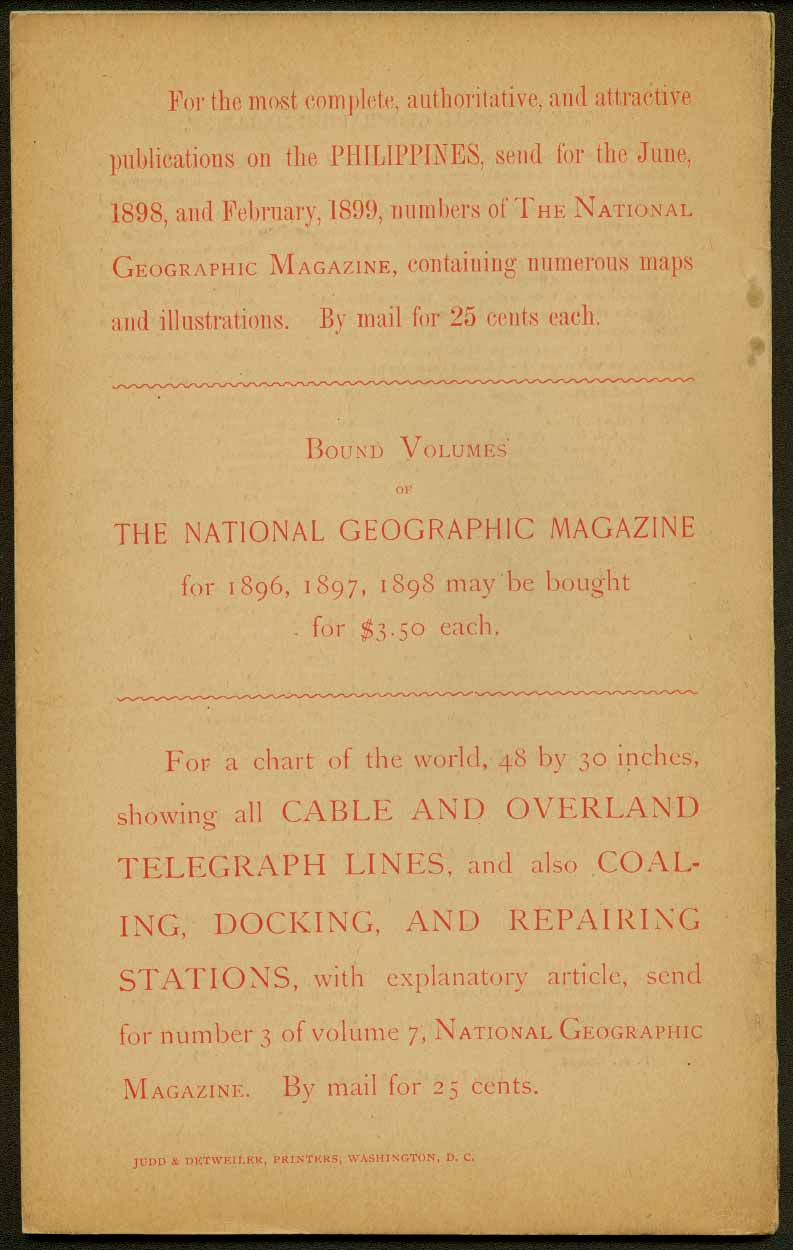 For the most complete, authoritative, and attractive
publications on the PHILIPPINES, send for the June,
1898, and February, 1899, numbers of THE NATIONAL
GEOGRAPHIC MAGAZINE, containing numerous maps
and illustrations. By mail for 25 cents each.
BOUND VOLUMES
OF
THE NATIONAL GEOGRAPHIC MAGAZINE
for 1896, 1897, 1898 may be bought
for $3.50 each.
For a chart of the world, 48 by 30 inches,
showing all CABLE AND OVERLAND
TELEGRAPH LINES, and also COAL-
ING, DOCKING, AND REPAIRING
STATIONS, with explanatory article, send
for number 3 of volume 7, NATIONAL GEOGRAPHIC
MAGAZINE. By mail for 25 cents.
JUDD & DETWEILER, PRINTERS, WASHINGTON, D. C.